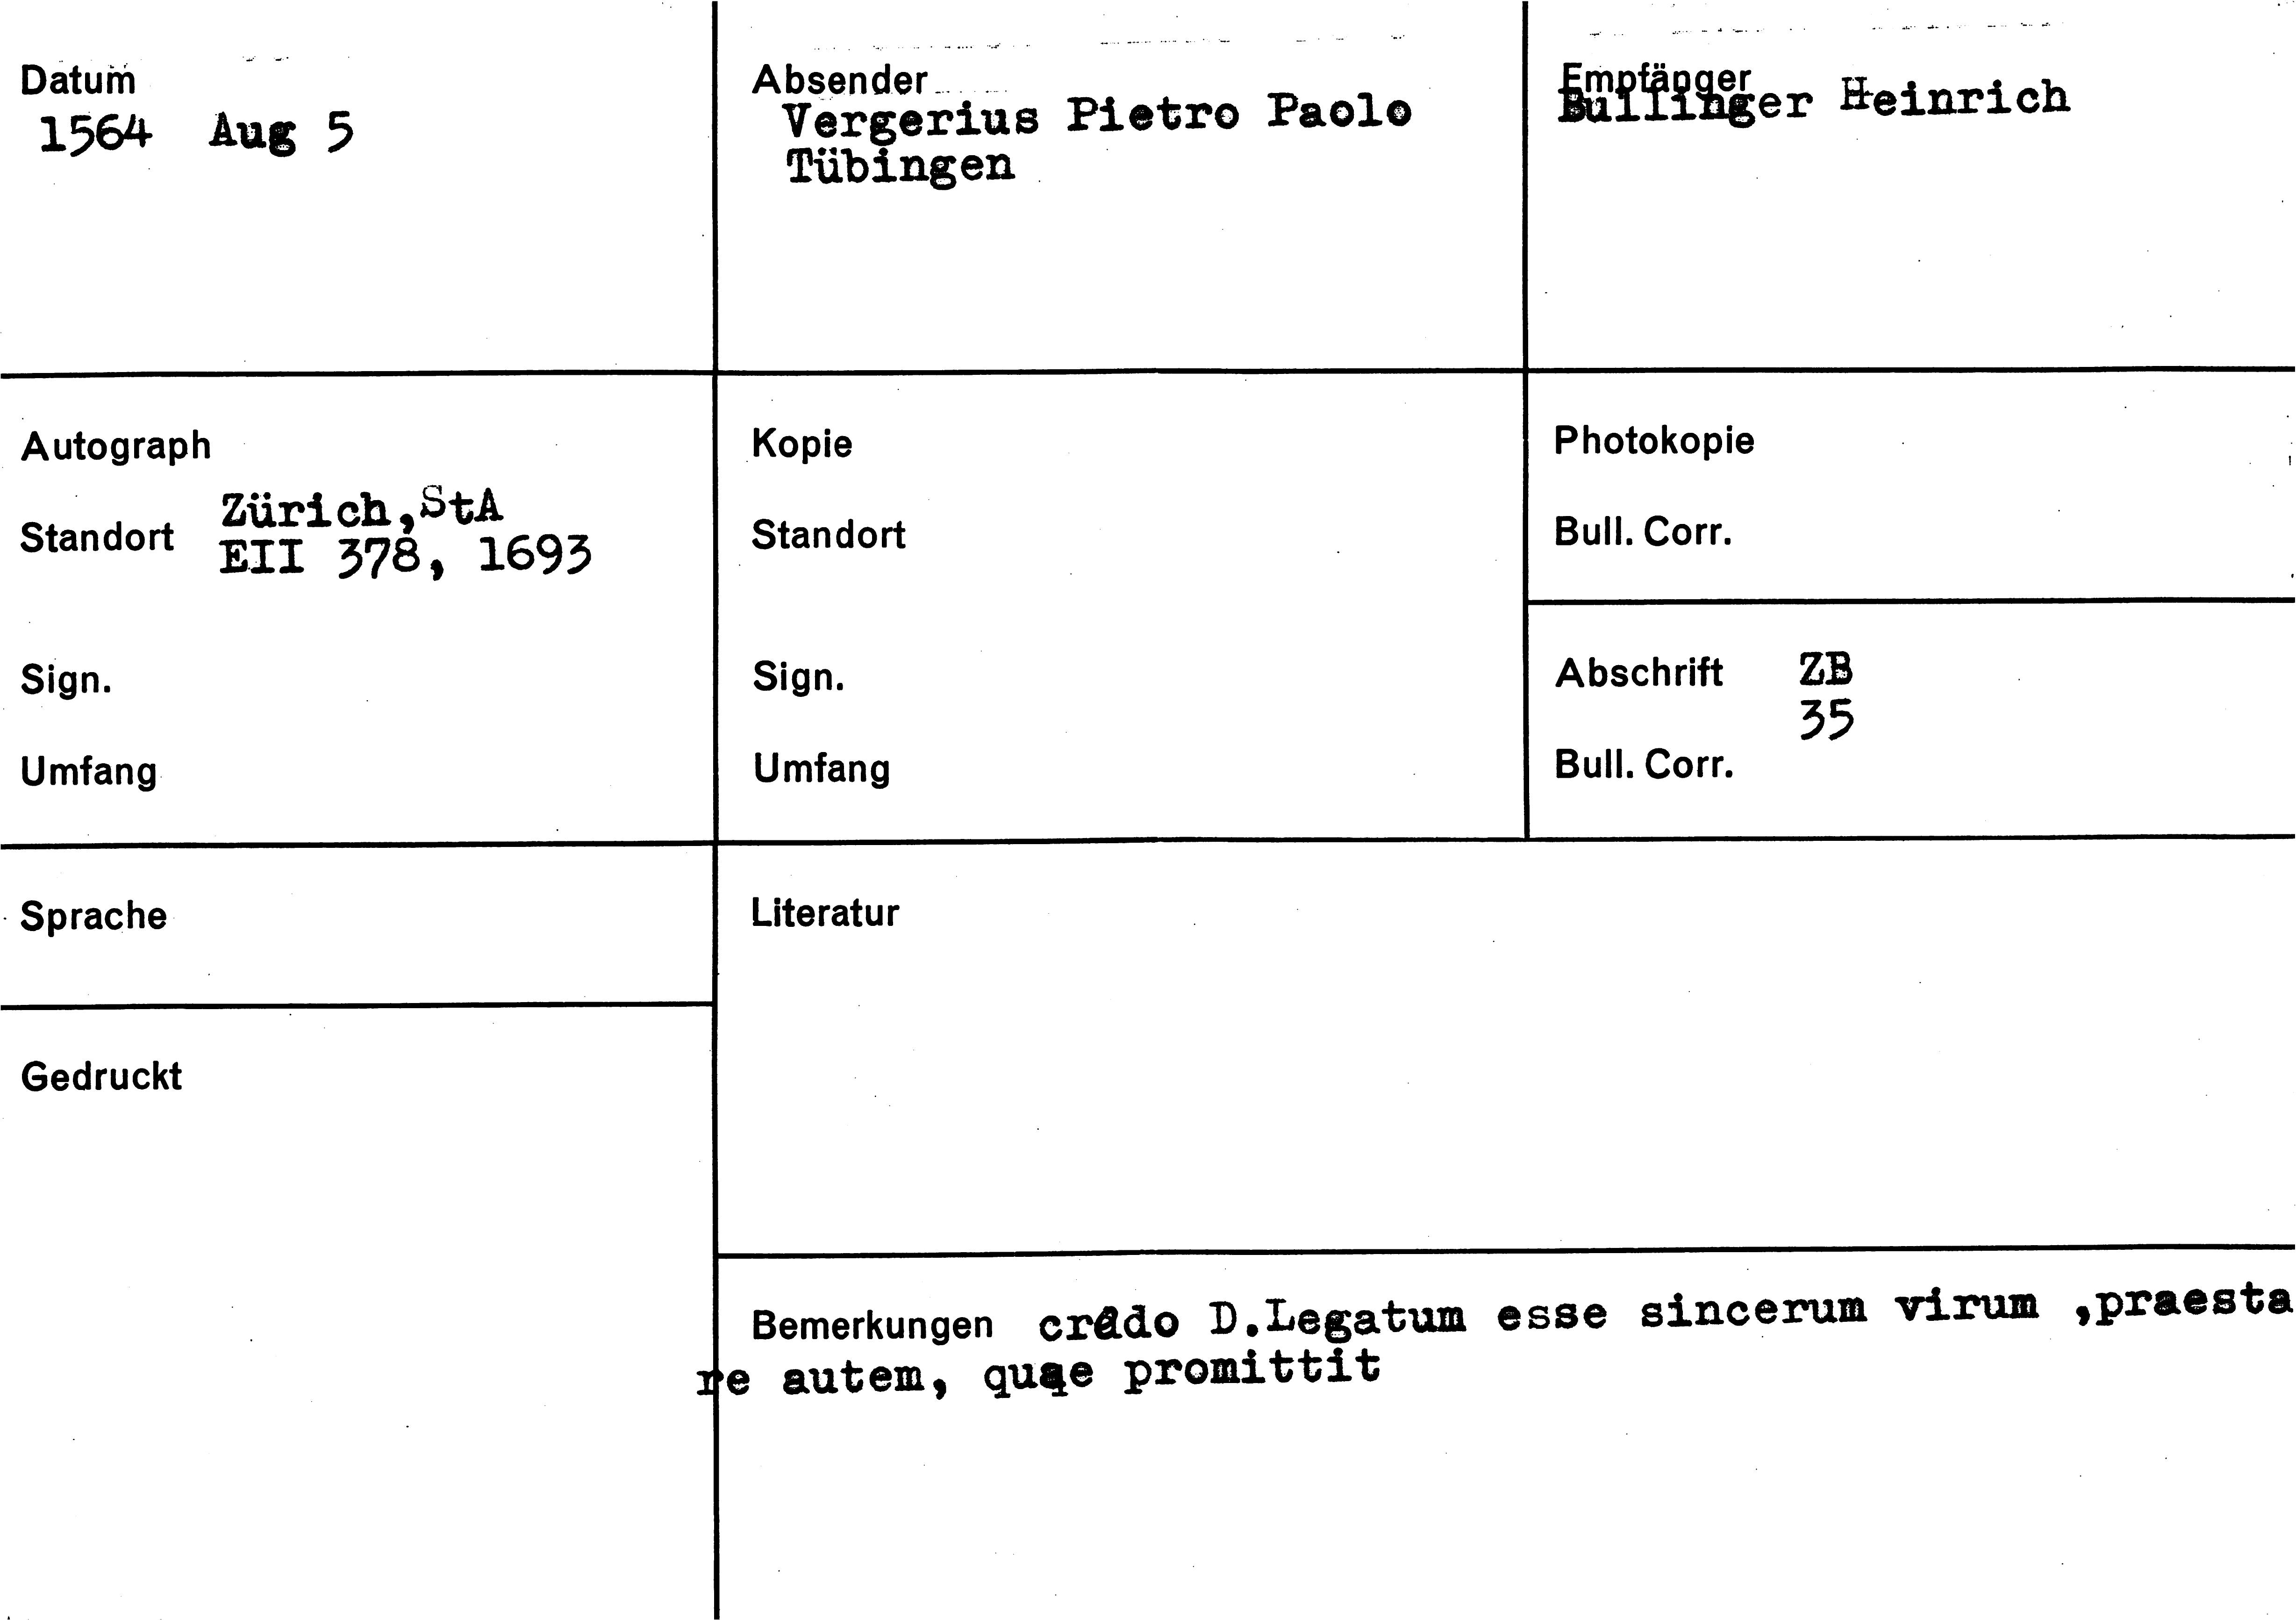 Datum
1564 Aug 5
Absender
Vergerius Pietro Paolo
Tübingen
Empfänger
Bullinger Heinrich
Autograph
Standort Zürich,StA
EII 378, 1693
Sign.
Umfang
Kopie
Standort
Sign.
Umfang
Photokopie
Bull. Corr.
Abschrift ZB
35
Bull. Corr.
Sprache
Literatur
Gedruckt
Bemerkungen credo D.Legatum esse sincerum virum ,praesta
re autem, quae promittit